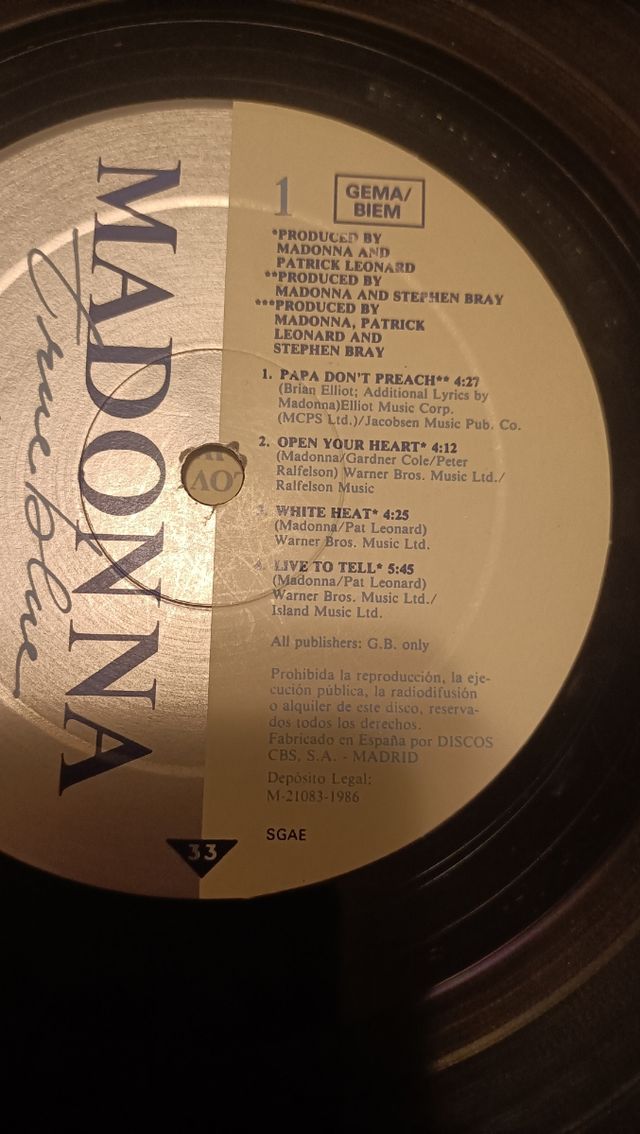 MADONNA
True blue
1
GEMA/
BIEM
*PRODUCED BY
MADONNA AND
PATRICK LEONARD
**PRODUCED BY
MADONNA AND STEPHEN BRAY
***PRODUCED BY
MADONNA, PATRICK
LEONARD AND
STEPHEN BRAY
1. PAPA DON'T PREACH** 4:27
(Brian Elliot; Additional Lyrics by
Madonna)Elliot Music Corp.
(MCPS Ltd.)/Jacobsen Music Pub. Co.
2. OPEN YOUR HEART* 4:12
(Madonna/Gardner Cole/Peter
Ralfelson) Warner Bros. Music Ltd./
Ralfelson Music
3. WHITE HEAT* 4:25
(Madonna/Pat Leonard)
Warner Bros. Music Ltd.
4. LIVE TO TELL* 5:45
(Madonna/Pat Leonard)
Warner Bros. Music Ltd./
Island Music Ltd.
All publishers: G.B. only
Prohibida la reproducción, la eje-
cución pública, la radiodifusión
o alquiler de este disco, reserva-
dos todos los derechos.
Fabricado en España por DISCOS
CBS, S.A. - MADRID
Depósito Legal:
M-21083-1986
SGAE
33